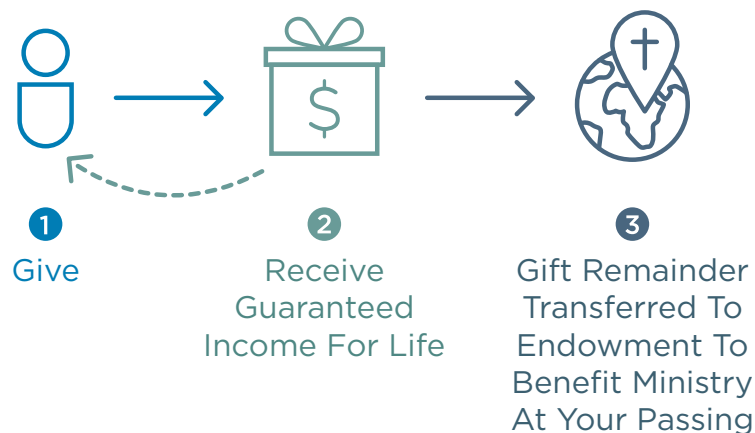 $
1
Give
2
Receive
Guaranteed
Income For Life
3
Gift Remainder
Transferred To
Endowment To
Benefit Ministry
At Your Passing